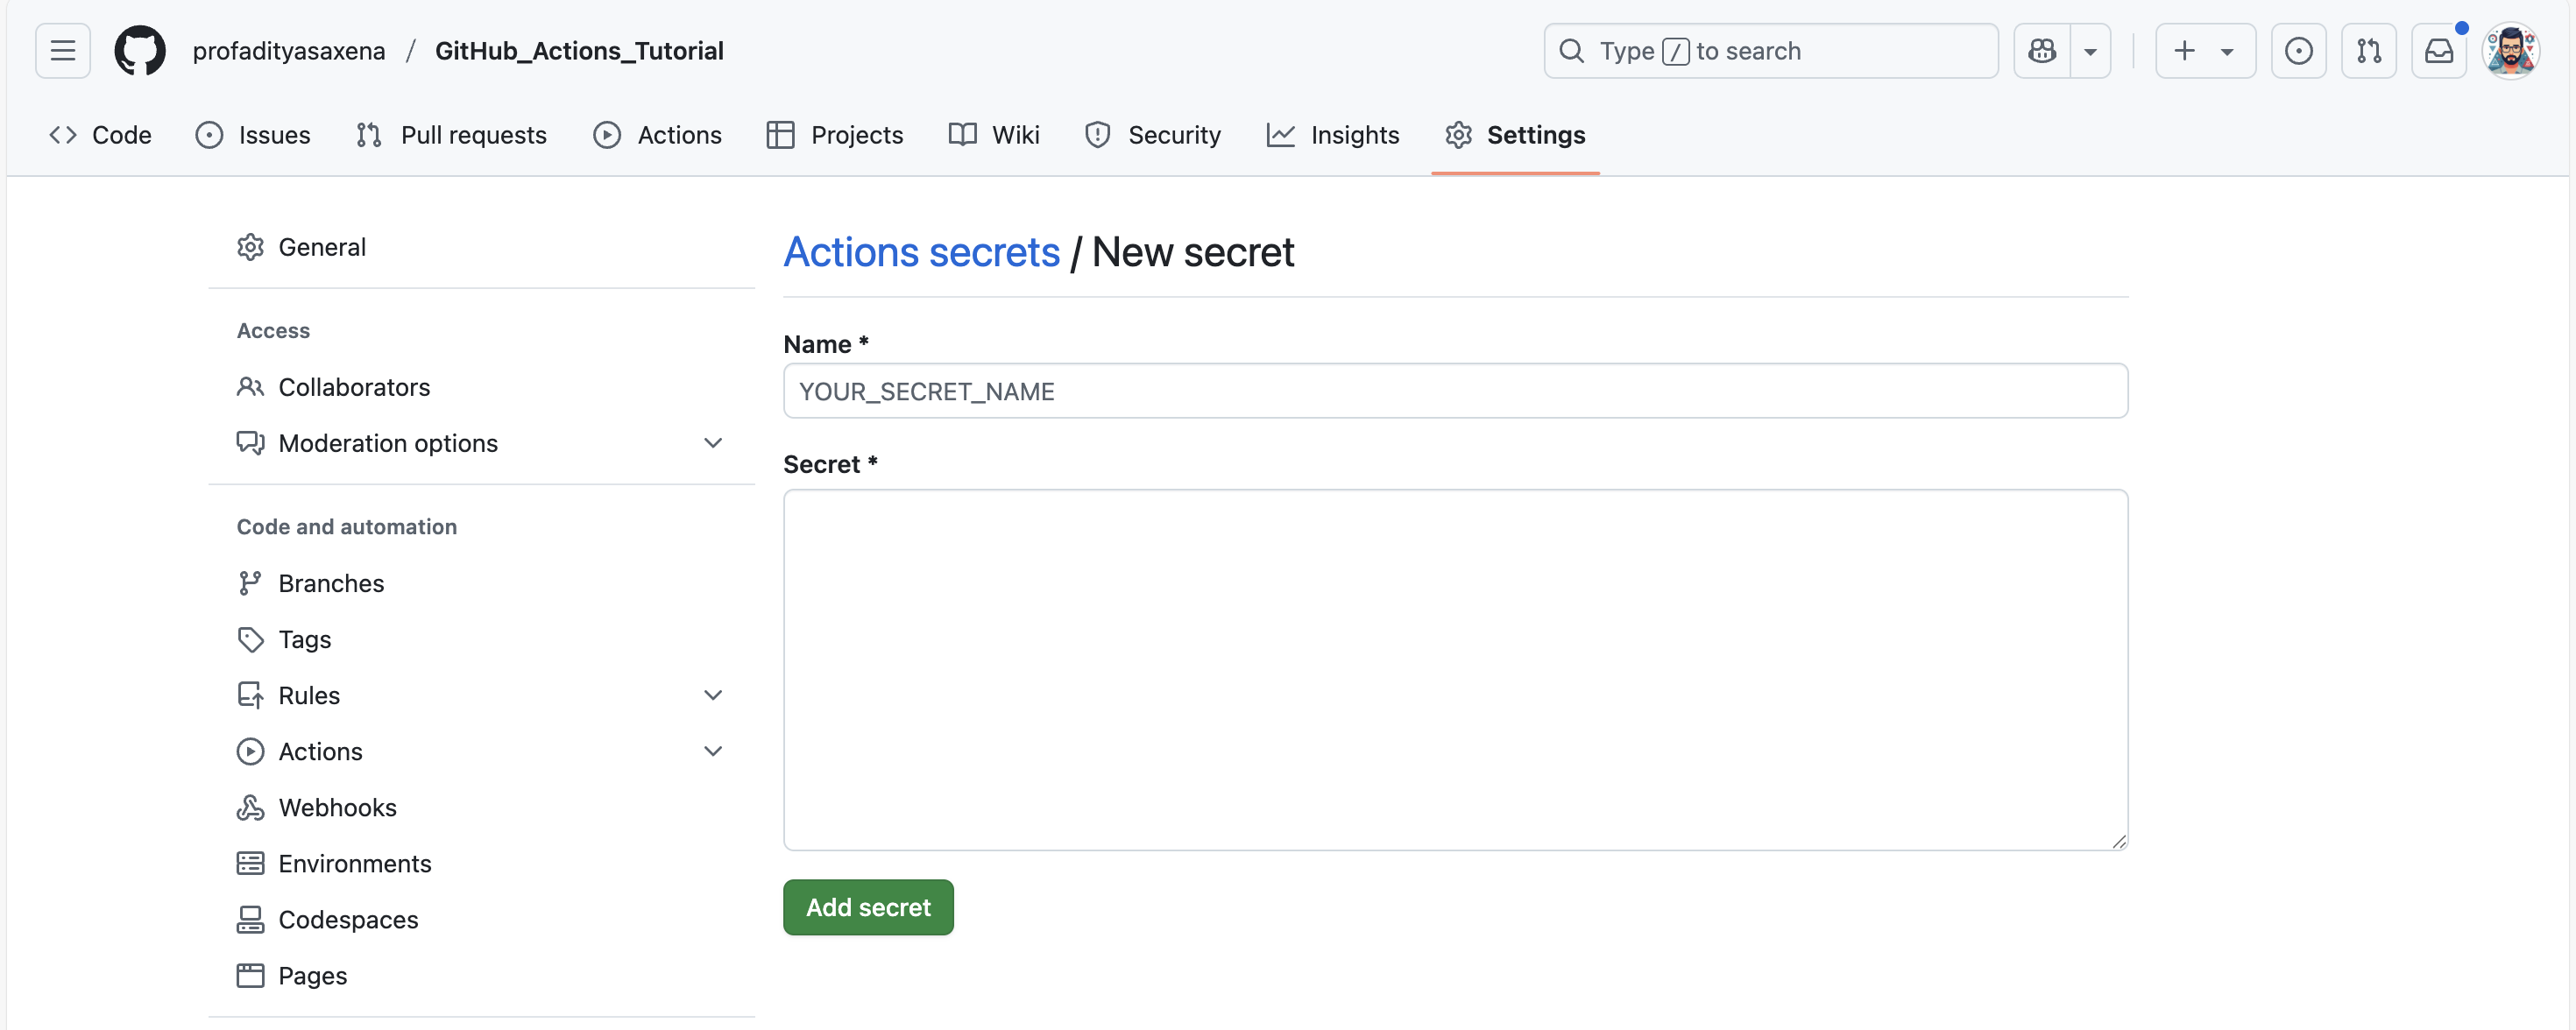 profadityasaxena / GitHub_Actions_Tutorial
Type / to search
Code Issues Pull requests Actions Projects Wiki Security Insights Settings
General
Access
Collaborators
Moderation options
Code and automation
Branches
Tags
Rules
Actions
Webhooks
Environments
Codespaces
Pages
Actions secrets / New secret
Name *
YOUR_SECRET_NAME
Secret *
Add secret